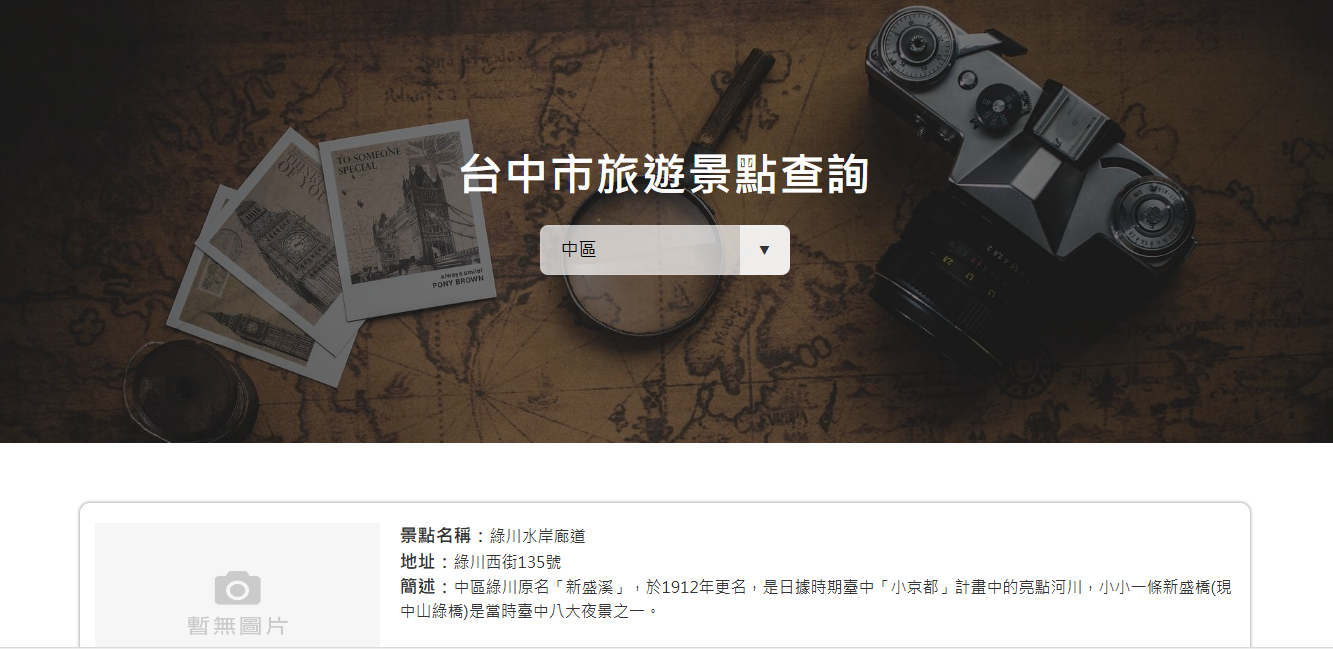 TO SOMEONE
SPECIAL
always smile!
PONY BROWN
台中市旅遊景點查詢
中區
▼
景點名稱：綠川水岸廊道
地址：綠川西街135號
簡述：中區綠川原名「新盛溪」，於1912年更名，是日據時期臺中「小京都」計畫中的亮點河川，小小一條新盛橋(現
中山綠橋)是當時臺中八大夜景之一。
暫無圖片